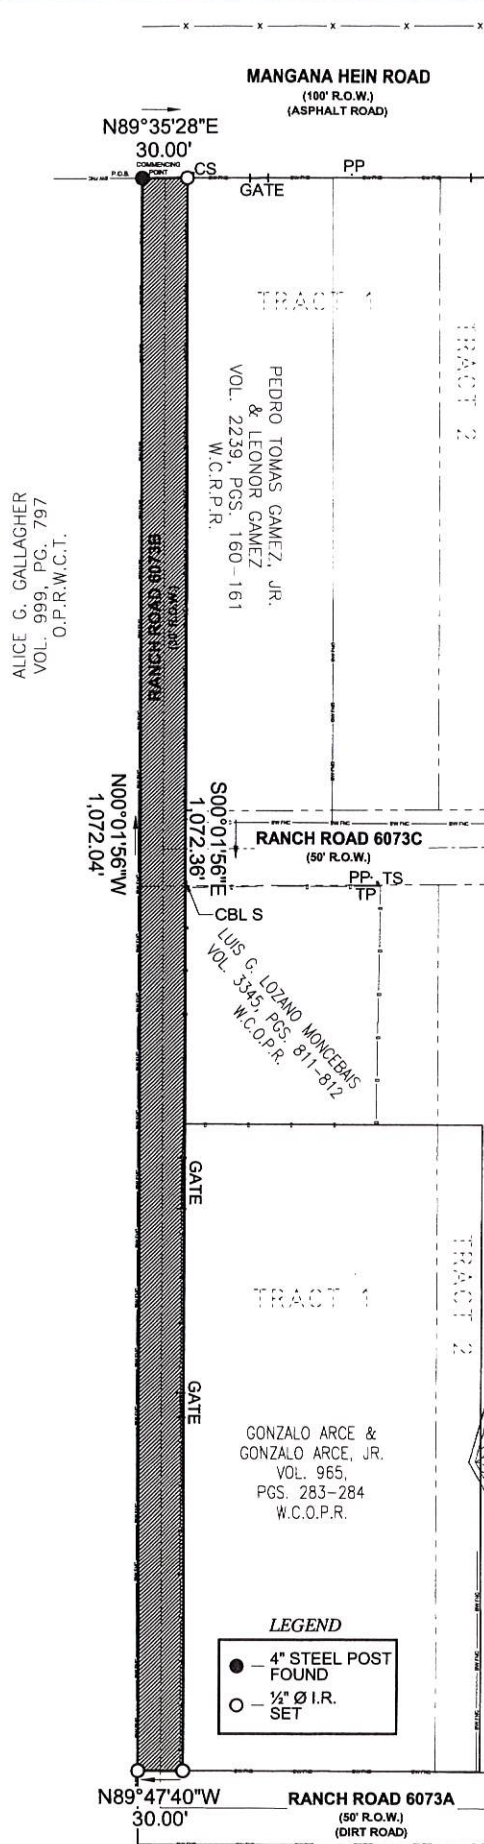 MANGANA HEIN ROAD
(100' R.O.W.)
(ASPHALT ROAD)
N89°35'28"E
30.00'
COMMENCING
POINT
P.O.B.
CS
PP
GATE
TRACT 1
TRACT 2
PEDRO TOMAS GAMEZ, JR.
& LEONOR GAMEZ
VOL. 2239, PGS. 160-161
W.C.R.P.R.
ALICE G. GALLAGHER
VOL. 999, PG. 797
O.P.R.W.C.T.
RANCH ROAD 6073B
(30' R.O.W.)
N00°01'56"W
1,072.04'
S00°01'56"E
1,072.36'
BW FNC
RANCH ROAD 6073C
(50' R.O.W.)
PP
TS
TP
CBL S
LUIS G. LOZANO MONCEBAIS
VOL. 3345, PGS. 811-812
W.C.O.P.R.
GATE
TRACT 1
TRACT 2
GATE
GONZALO ARCE &
GONZALO ARCE, JR.
VOL. 965,
PGS. 283-284
W.C.O.P.R.
LEGEND
4" STEEL POST
FOUND
½" Ø I.R.
SET
N89°47'40"W
30.00'
RANCH ROAD 6073A
(50' R.O.W.)
(DIRT ROAD)